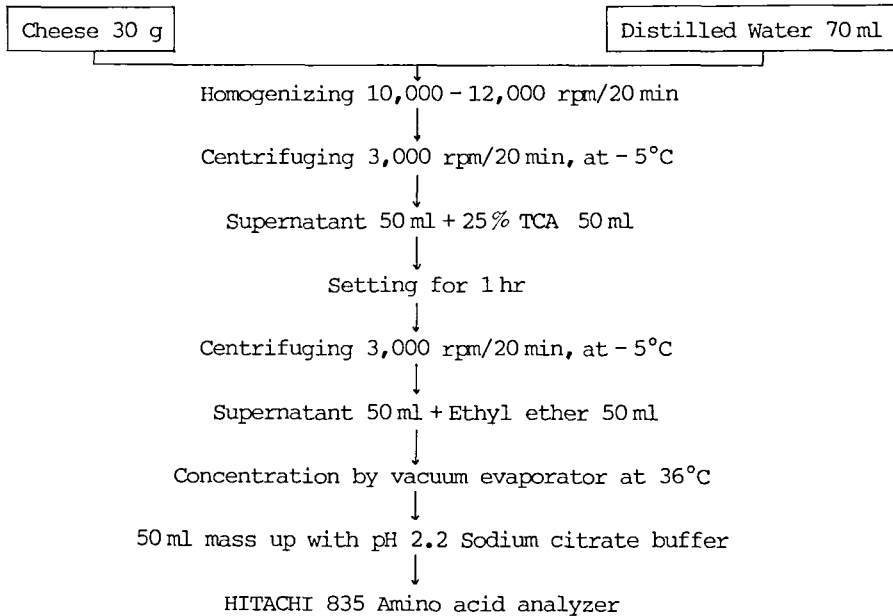 Cheese 30 g
Distilled Water 70 ml
Homogenizing 10,000 - 12,000 rpm/20 min
Centrifuging 3,000 rpm/20 min, at - 5°C
Supernatant 50 ml + 25% TCA 50 ml
Setting for 1 hr
Centrifuging 3,000 rpm/20 min, at - 5°C
Supernatant 50 ml + Ethyl ether 50 ml
Concentration by vacuum evaporator at 36°C
50 ml mass up with pH 2.2 Sodium citrate buffer
HITACHI 835 Amino acid analyzer